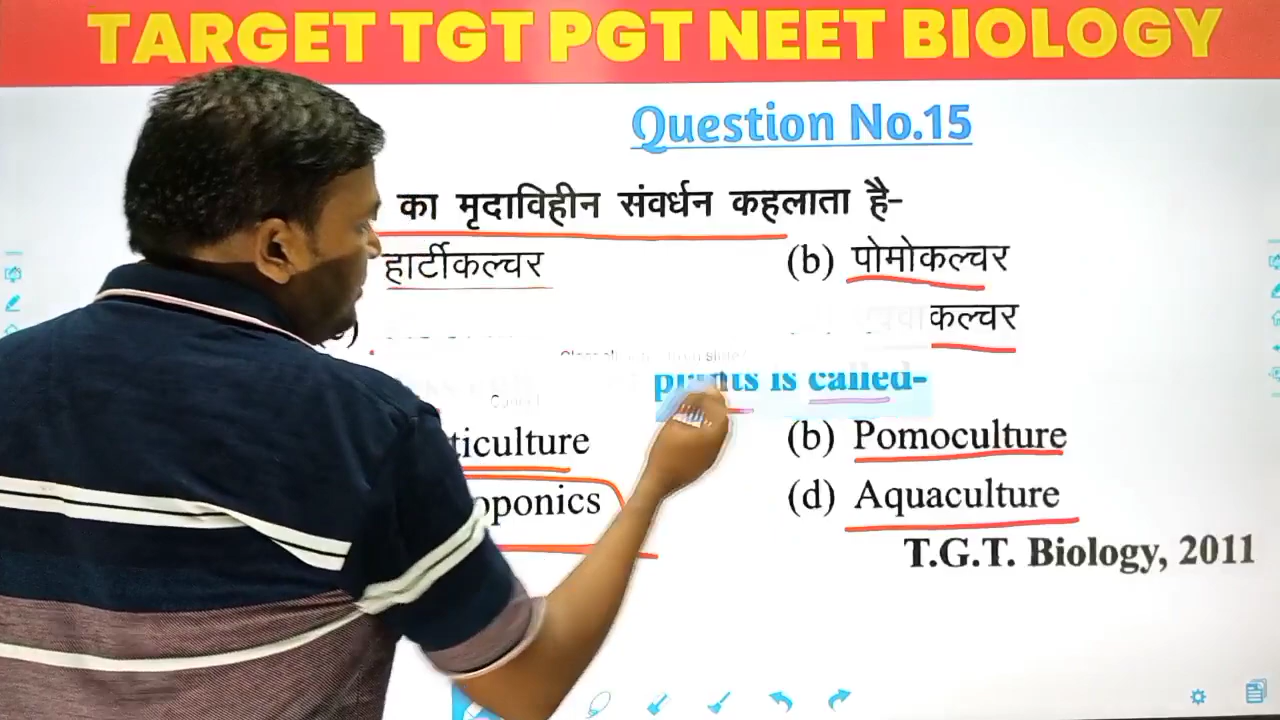 TARGET TGT PGT NEET BIOLOGY
Question No.15
का मृदाविहीन संवर्धन कहलाता है-
हार्टीकल्चर (b) पोमोकल्चर
कल्चर
plants is called-
ticulture (b) Pomoculture
oponics (d) Aquaculture
T.G.T. Biology, 2011